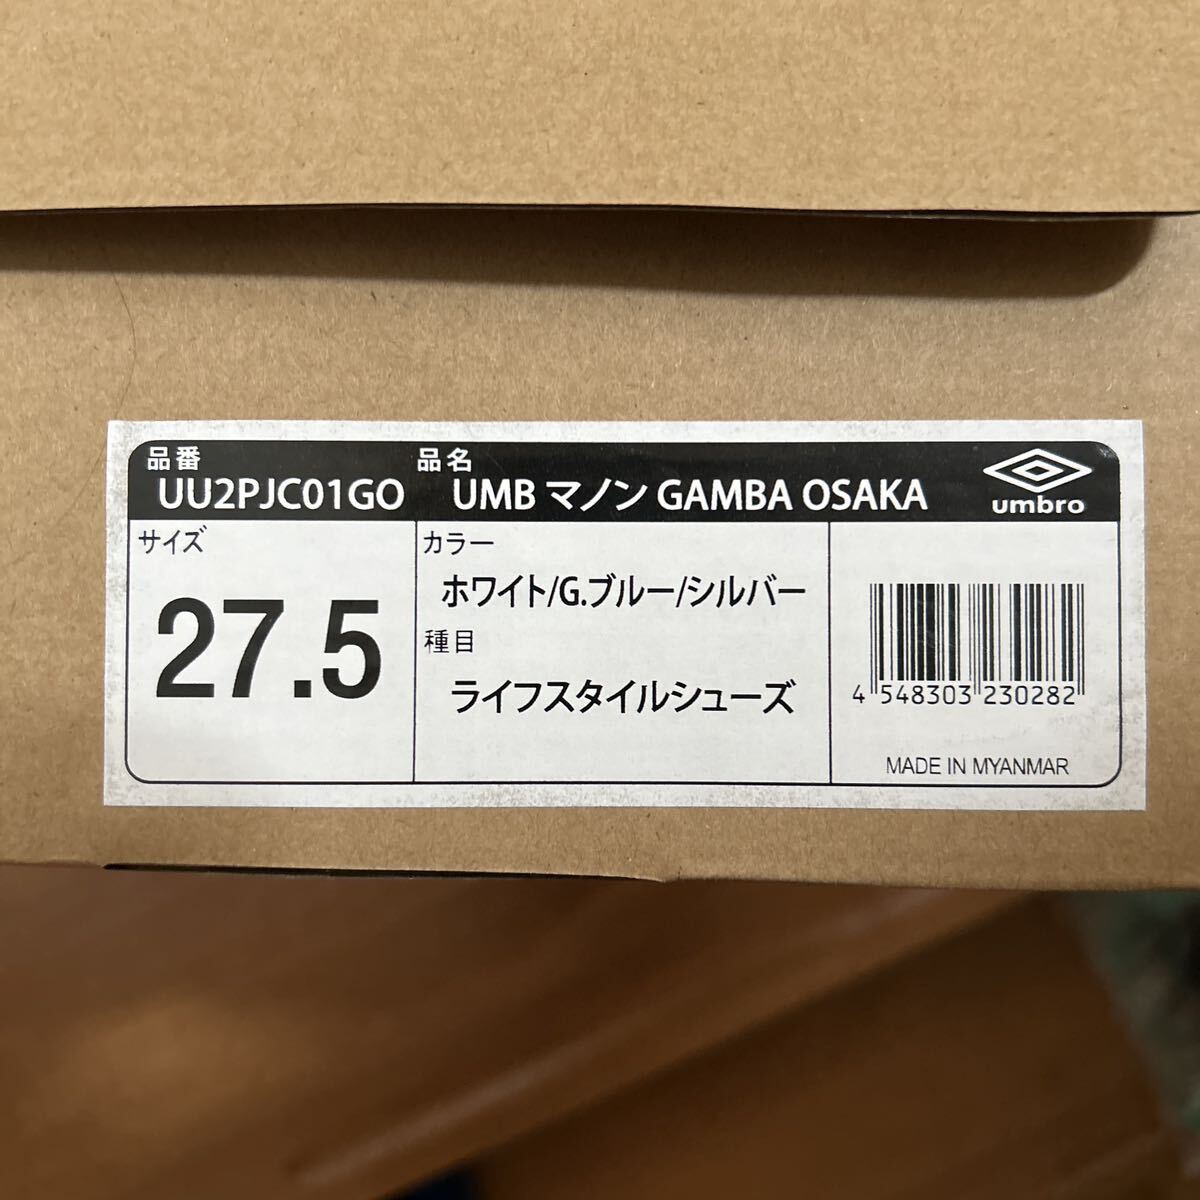 品番
UU2PJC01GO
品名
UMB マノン GAMBA OSAKA
umbro
サイズ
27.5
カラー
ホワイト/G.ブルー/シルバー
種目
ライフスタイルシューズ
4 548303 230282
MADE IN MYANMAR